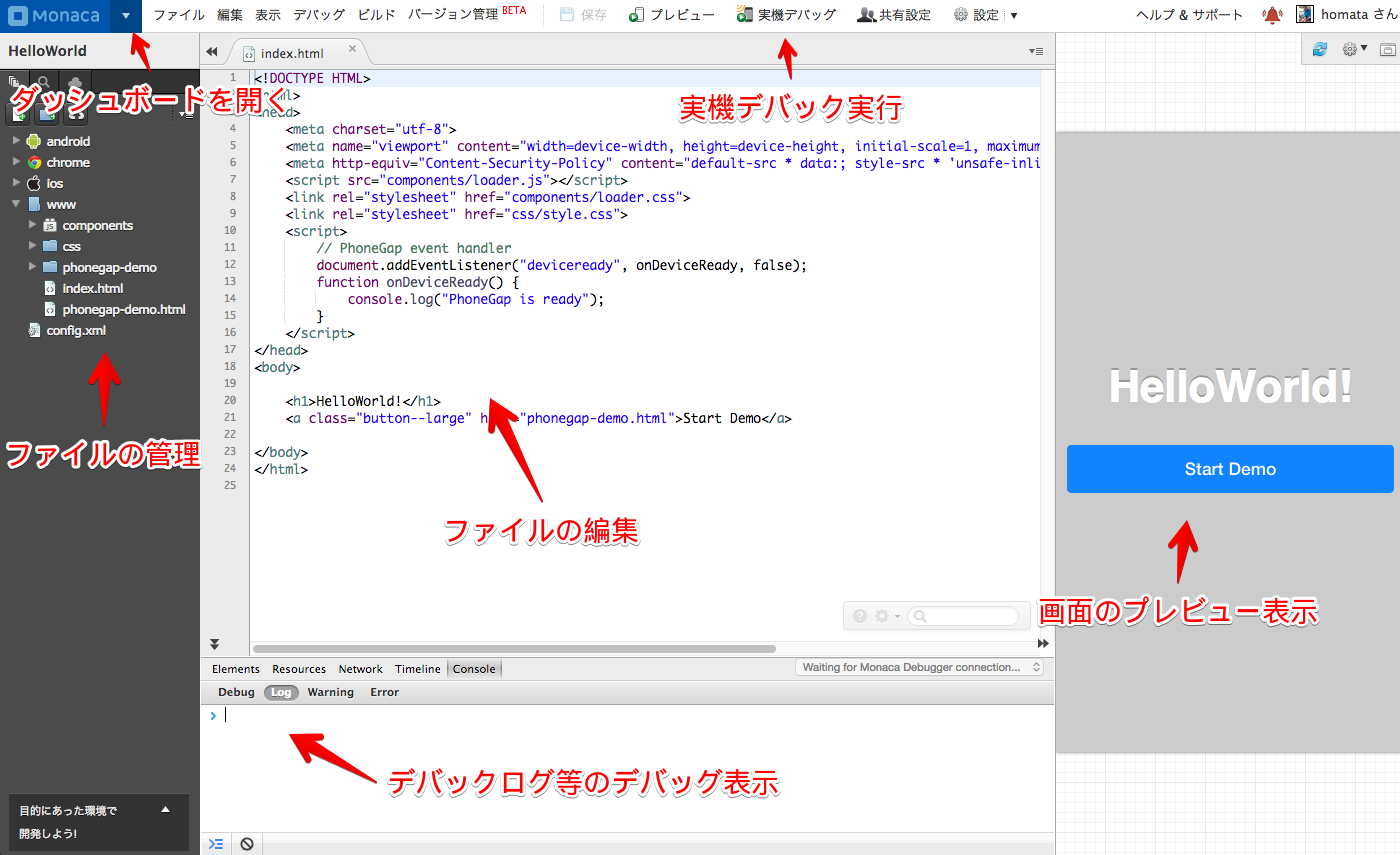 Monaca ファイル 編集 表示 デバッグ ビルド バージョン管理 BETA 保存 プレビュー 実機デバッグ 共有設定 設定 ヘルプ & サポート homata さん
HelloWorld
index.html
ダッシュボードを開く
実機デバック実行
android
chrome
ios
www
components
css
phonegap-demo
index.html
phonegap-demo.html
config.xml
ファイルの管理
目的にあった環境で
開発しよう!
1 <!DOCTYPE HTML>
4 <meta charset="utf-8">
5 <meta name="viewport" content="width=device-width, height=device-height, initial-scale=1, maximum
6 <meta http-equiv="Content-Security-Policy" content="default-src * data:; style-src * 'unsafe-inli
7 <script src="components/loader.js"></script>
8 <link rel="stylesheet" href="components/loader.css">
9 <link rel="stylesheet" href="css/style.css">
10 <script>
11 // PhoneGap event handler
12 document.addEventListener("deviceready", onDeviceReady, false);
13 function onDeviceReady() {
14 console.log("PhoneGap is ready");
15 }
16 </script>
17 </head>
18 <body>
19
20 <h1>HelloWorld!</h1>
21 <a class="button--large" h "phonegap-demo.html">Start Demo</a>
22
23 </body>
24 </html>
25
ファイルの編集
Elements Resources Network Timeline Console Waiting for Monaca Debugger connection...
Debug Log Warning Error
デバックログ等のデバッグ表示
HelloWorld!
Start Demo
画面のプレビュー表示